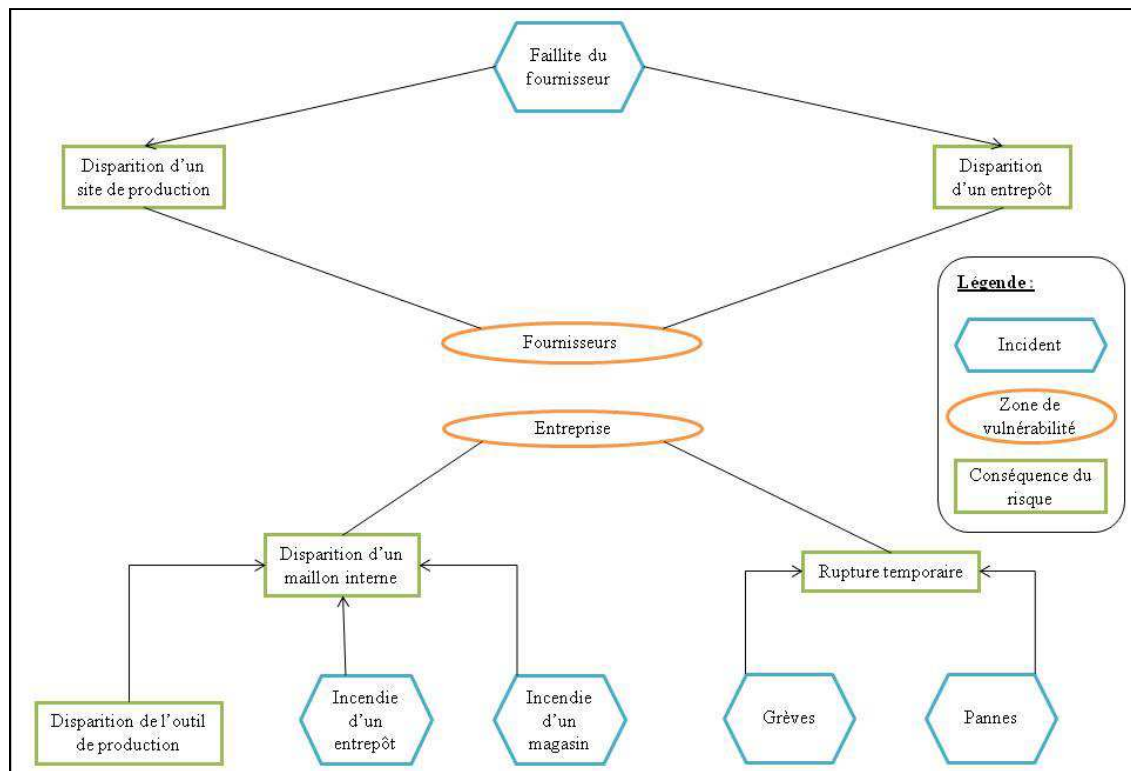 Faillite du
fournisseur
Disparition d'un
site de production
Disparition
d'un entrepôt
Légende :
Incident
Zone de
vulnérabilité
Conséquence du
risque
Fournisseurs
Entreprise
Disparition d'un
maillon interne
Rupture temporaire
Disparition de l'outil
de production
Incendie
d'un
entrepôt
Incendie
d'un
magasin
Grèves
Pannes